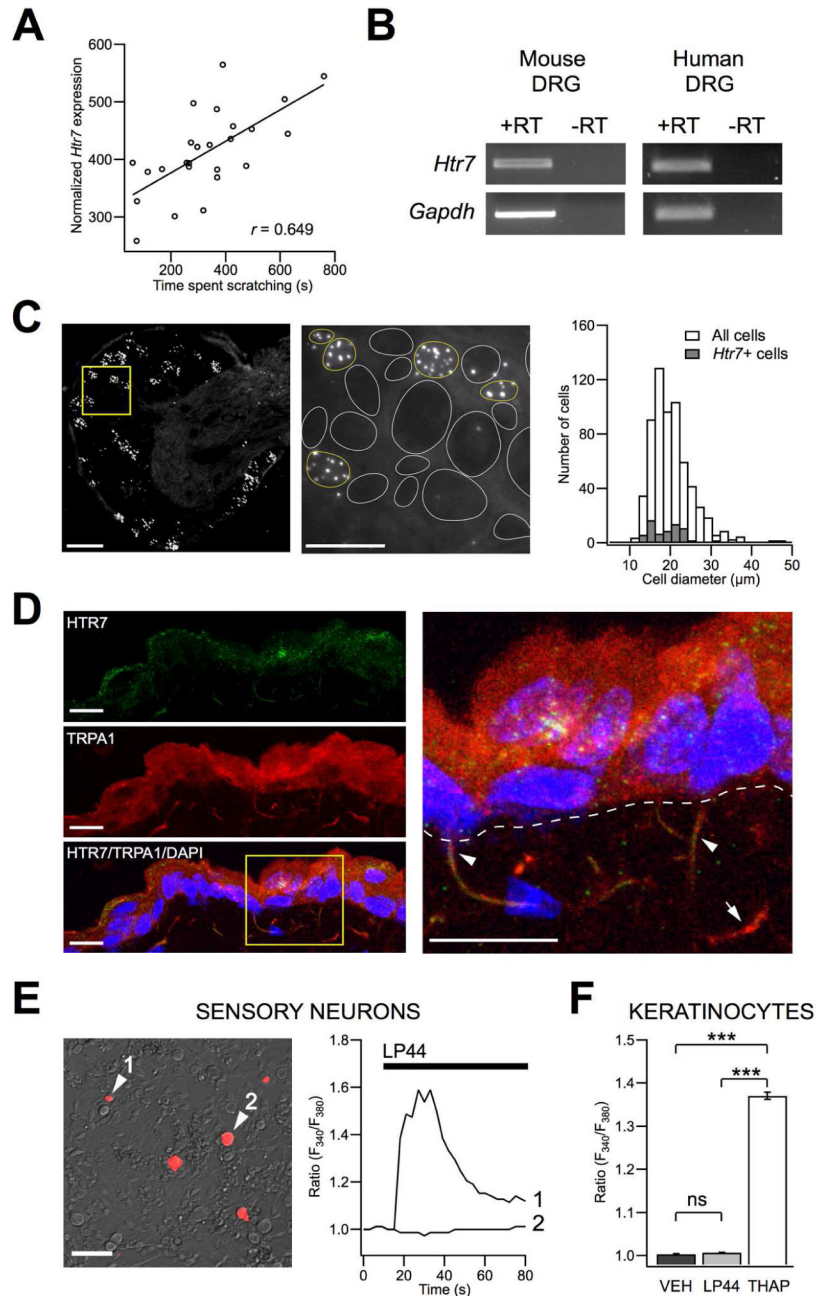 A
Normalized Htr7 expression
600
500
400
300
r = 0.649
200 400 600 800
Time spent scratching (s)
B
Mouse DRG
Human DRG
+RT -RT +RT -RT
Htr7
Gapdh
C
160
120
80
40
0
Number of cells
All cells
Htr7+ cells
10 20 30 40 50
Cell diameter (µm)
D
HTR7
TRPA1
HTR7/TRPA1/DAPI
E
SENSORY NEURONS
1
2
1.8
1.6
1.4
1.2
1.0
Ratio (F340/F380)
LP44
1
2
0 20 40 60 80
Time (s)
F
KERATINOCYTES
1.5
1.4
1.3
1.2
1.1
1.0
Ratio (F340/F380)
***
***
ns
VEH LP44 THAP